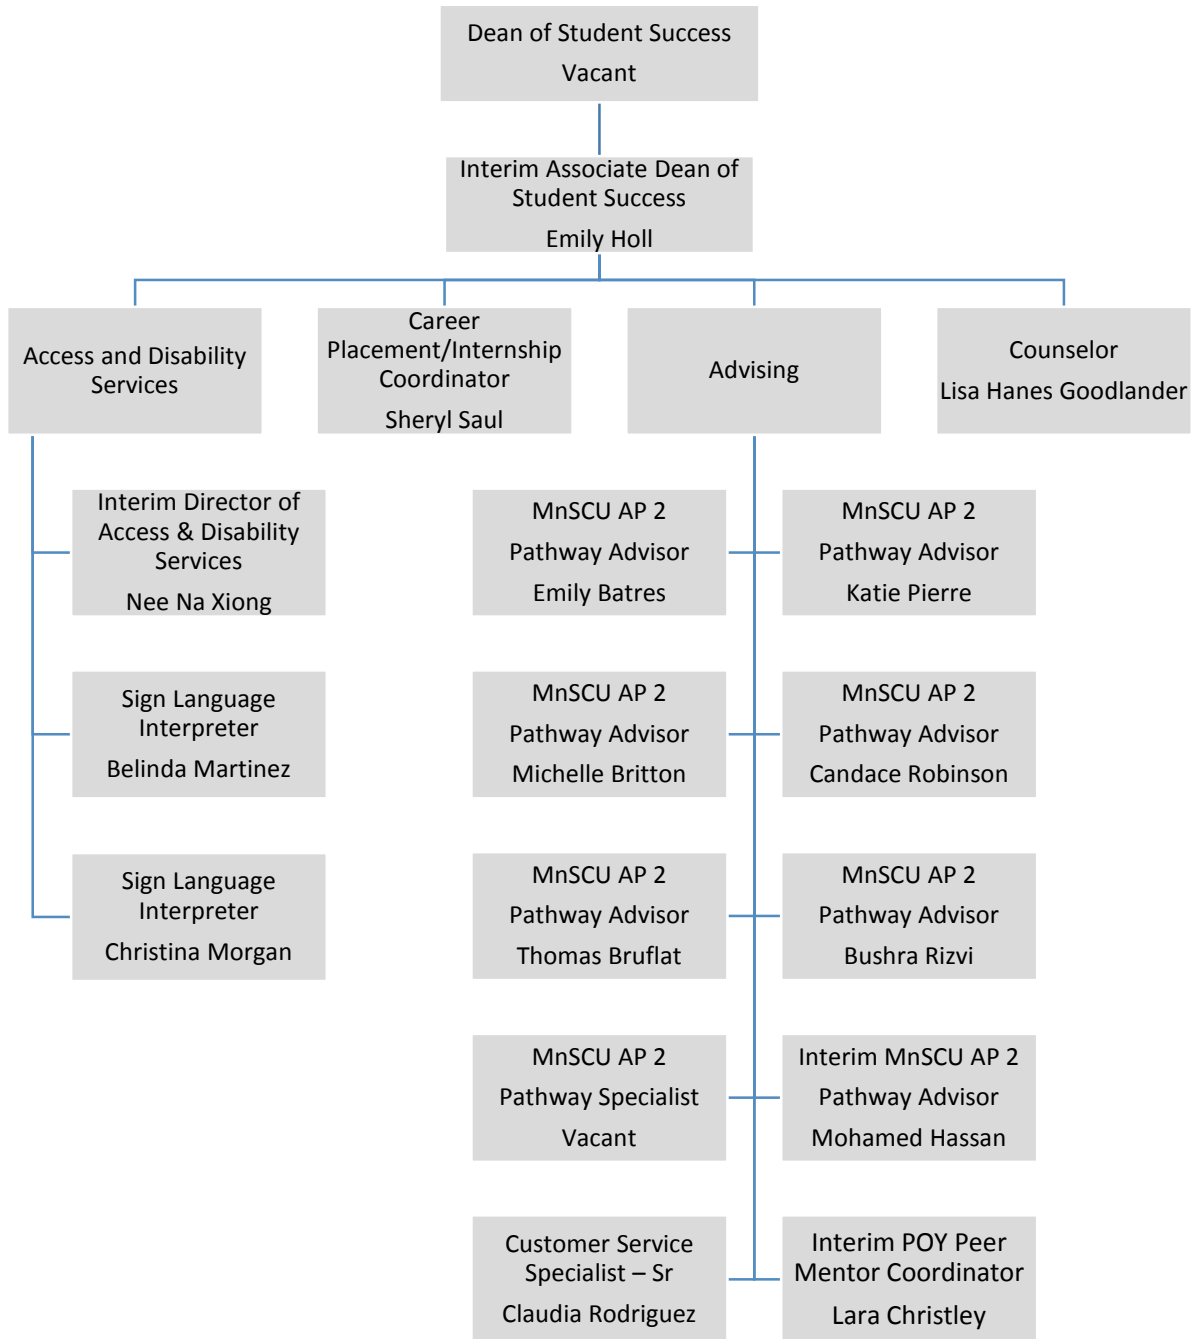 Dean of Student Success
Vacant
Interim Associate Dean of
Student Success
Emily Holl
Access and Disability
Services
Career
Placement/Internship
Coordinator
Sheryl Saul
Advising
Counselor
Lisa Hanes Goodlander
Interim Director of
Access & Disability
Services
Nee Na Xiong
Sign Language
Interpreter
Belinda Martinez
Sign Language
Interpreter
Christina Morgan
MnSCU AP 2
Pathway Advisor
Emily Batres
MnSCU AP 2
Pathway Advisor
Katie Pierre
MnSCU AP 2
Pathway Advisor
Michelle Britton
MnSCU AP 2
Pathway Advisor
Candace Robinson
MnSCU AP 2
Pathway Advisor
Thomas Bruflat
MnSCU AP 2
Pathway Advisor
Bushra Rizvi
MnSCU AP 2
Pathway Specialist
Vacant
Interim MnSCU AP 2
Pathway Advisor
Mohamed Hassan
Customer Service
Specialist – Sr
Claudia Rodriguez
Interim POY Peer
Mentor Coordinator
Lara Christley